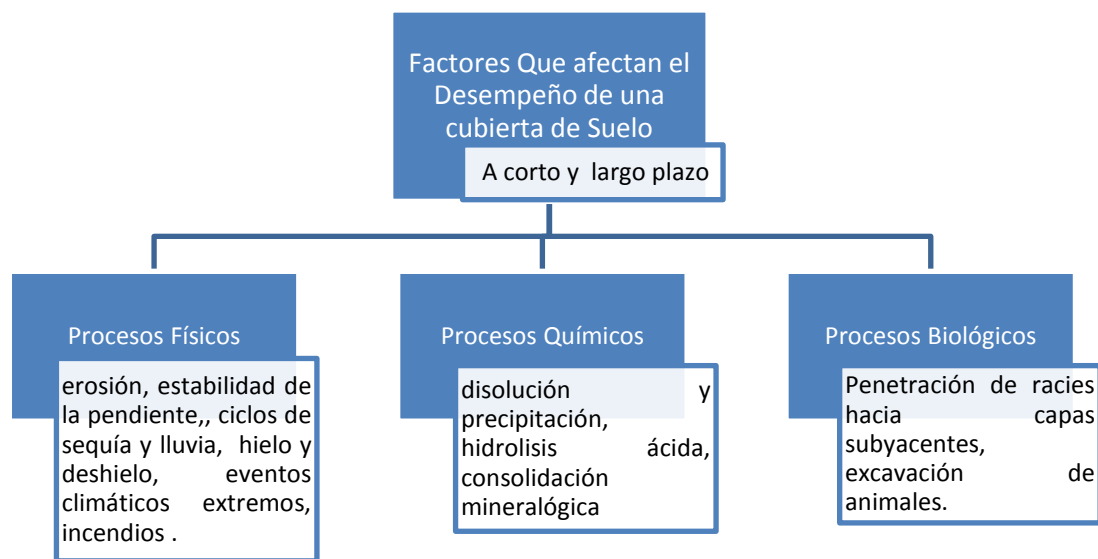 Factores Que afectan el
Desempeño de una
cubierta de Suelo
A corto y largo plazo
Procesos Físicos
erosión, estabilidad de
la pendiente,, ciclos de
sequía y lluvia, hielo y
deshielo, eventos
climáticos extremos,
incendios .
Procesos Químicos
disolución y
precipitación,
hidrolisis ácida,
consolidación
mineralógica
Procesos Biológicos
Penetración de racies
hacia capas
subyacentes,
excavación de
animales.